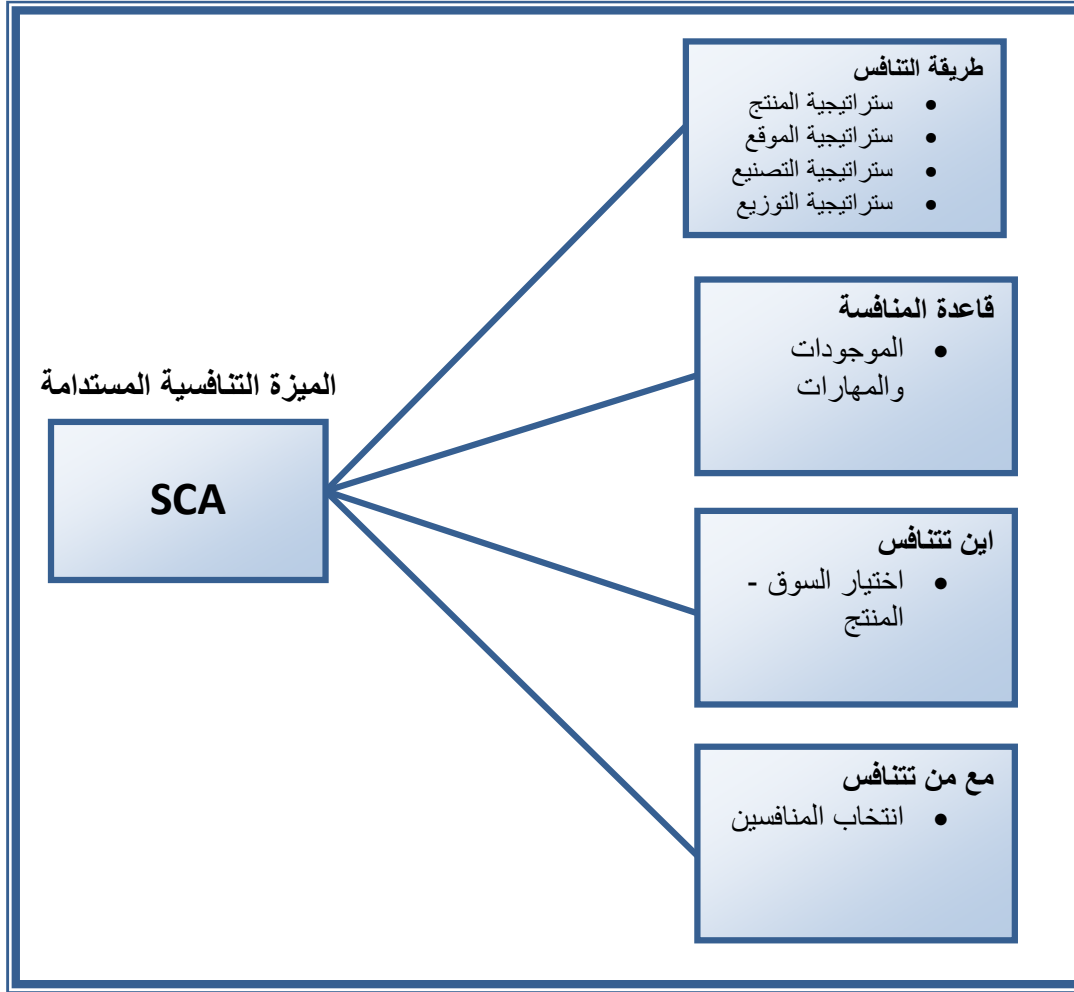 طريقة التنافس
• ستراتيجية المنتج
• ستراتيجية الموقع
• ستراتيجية التصنيع
• ستراتيجية التوزيع
قاعدة المنافسة
• الموجودات
والمهارات
الميزة التنافسية المستدامة
SCA
اين تتنافس
• اختيار السوق -
المنتج
مع من تتنافس
• انتخاب المنافسين